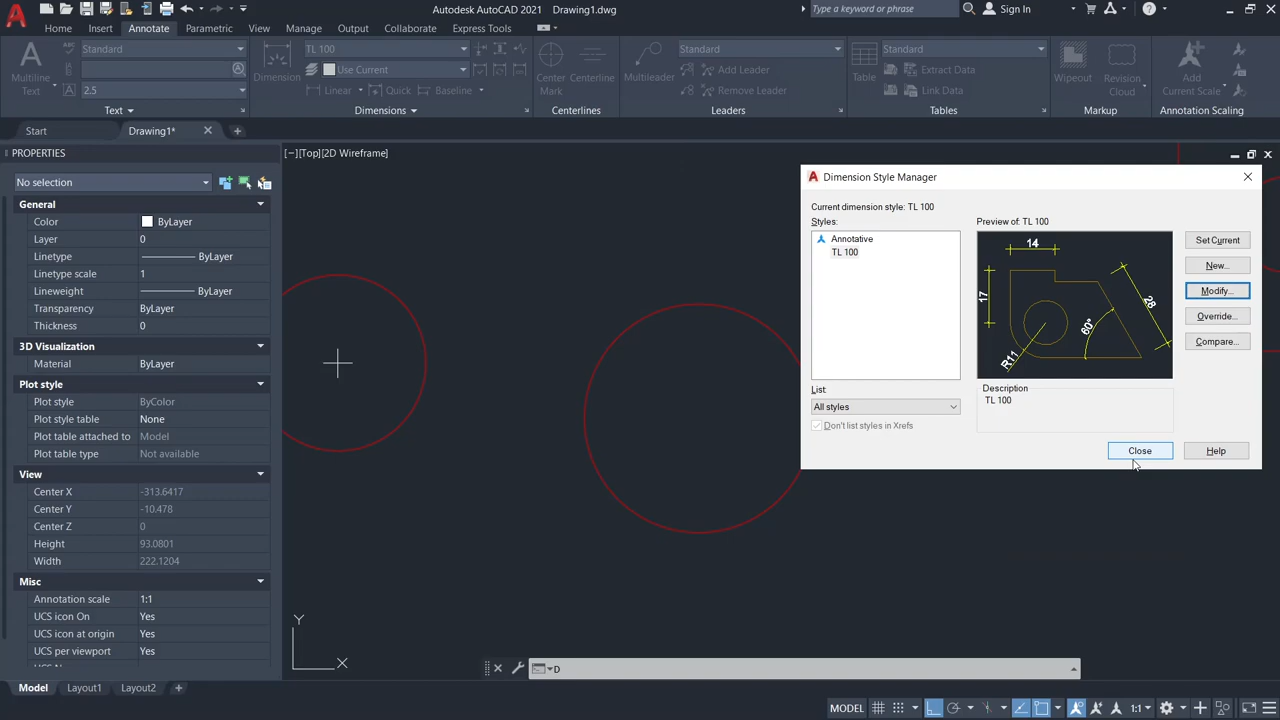 Autodesk AutoCAD 2021 Drawing1.dwg
Type a keyword or phrase
Sign In
Home Insert Annotate Parametric View Manage Output Collaborate Express Tools
Standard TL 100 Standard Standard
Use Current Add Leader Extract Data
Multiline Text Dimension Center Mark Centerline Multileader Table Wipeout Revision Cloud Add Current Scale
2.5 Linear Quick Baseline Remove Leader Link Data
Text Dimensions Centerlines Leaders Tables Markup Annotation Scaling
Start Drawing1*
PROPERTIES
[−][Top][2D Wireframe]
No selection
General
Color ByLayer
Layer 0
Linetype ByLayer
Linetype scale 1
Lineweight ByLayer
Transparency ByLayer
Thickness 0
3D Visualization
Material ByLayer
Plot style
Plot style ByColor
Plot style table None
Plot table attached to Model
Plot table type Not available
View
Center X -313.6417
Center Y -10.478
Center Z 0
Height 93.0801
Width 222.1204
Misc
Annotation scale 1:1
UCS icon On Yes
UCS icon at origin Yes
UCS per viewport Yes
Dimension Style Manager
Current dimension style: TL 100
Styles:
Annotative
TL 100
Preview of: TL 100
14
17
28
60°
R11
Set Current
New...
Modify...
Override...
Compare...
List:
All styles
Don't list styles in Xrefs
Description
TL 100
Close Help
Y
X
D
Model Layout1 Layout2
MODEL 1:1